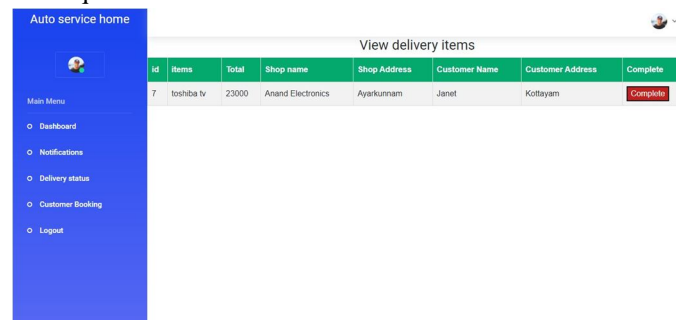 Auto service home
View delivery items
id items Total Shop name Shop Address Customer Name Customer Address Complete
7 toshiba tv 23000 Anand Electronics Ayarkunnam Janet Kottayam Complete
Main Menu
Dashboard
Notifications
Delivery status
Customer Booking
Logout